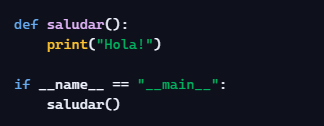 def saludar():
    print("Hola!")

if __name__ == "__main__":
    saludar()